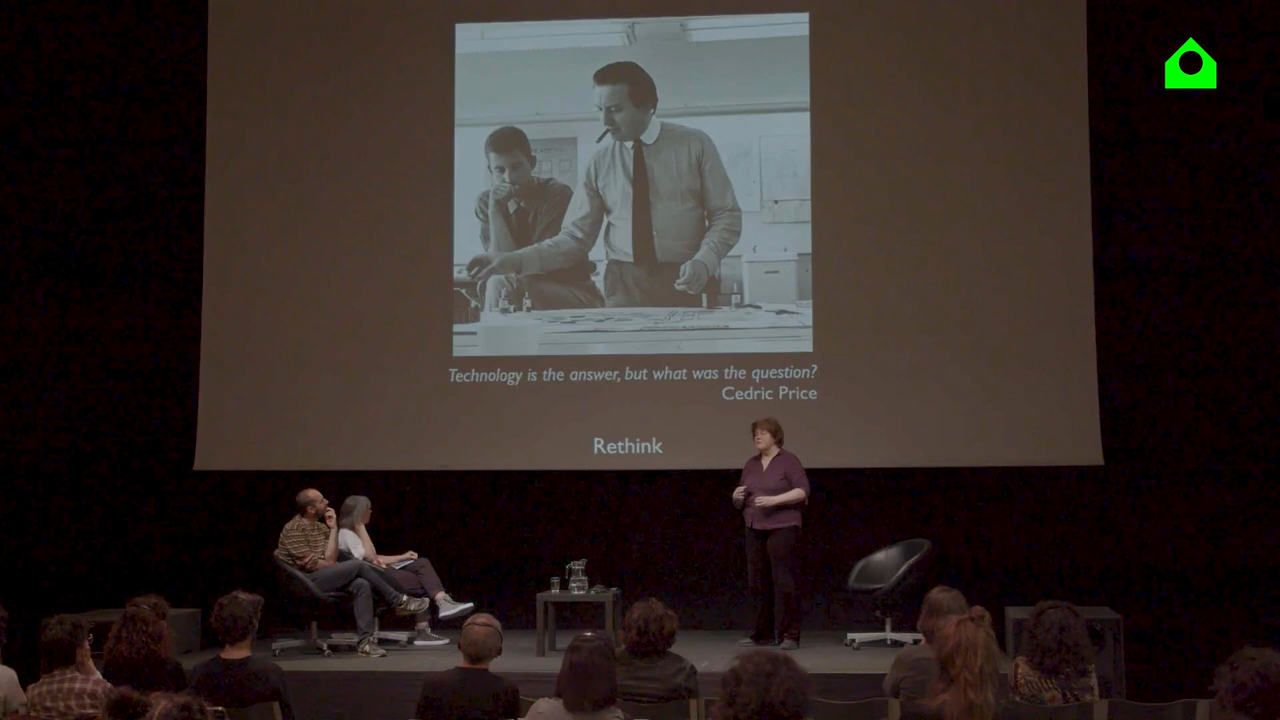 Technology is the answer, but what was the question?
Cedric Price
Rethink